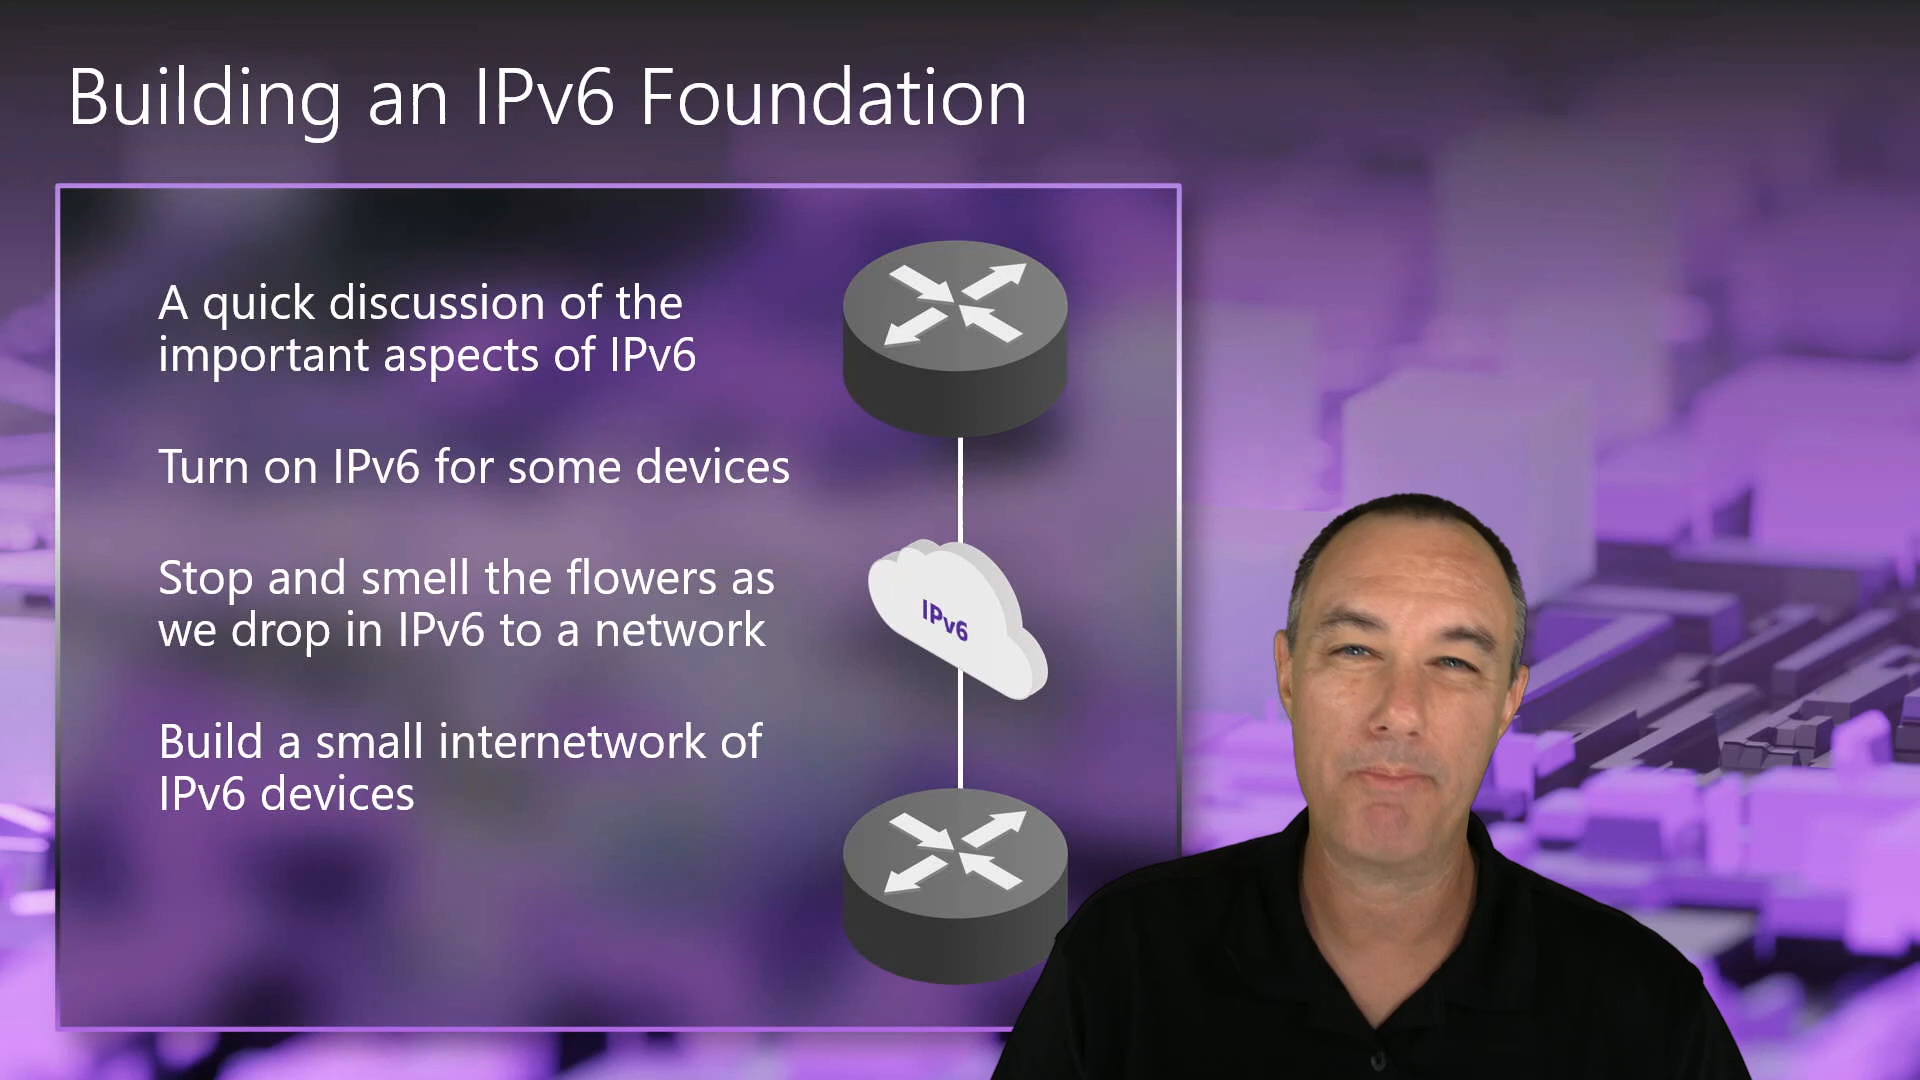 Building an IPv6 Foundation
A quick discussion of the
important aspects of IPv6
Turn on IPv6 for some devices
Stop and smell the flowers as
we drop in IPv6 to a network
Build a small internetwork of
IPv6 devices
IPv6